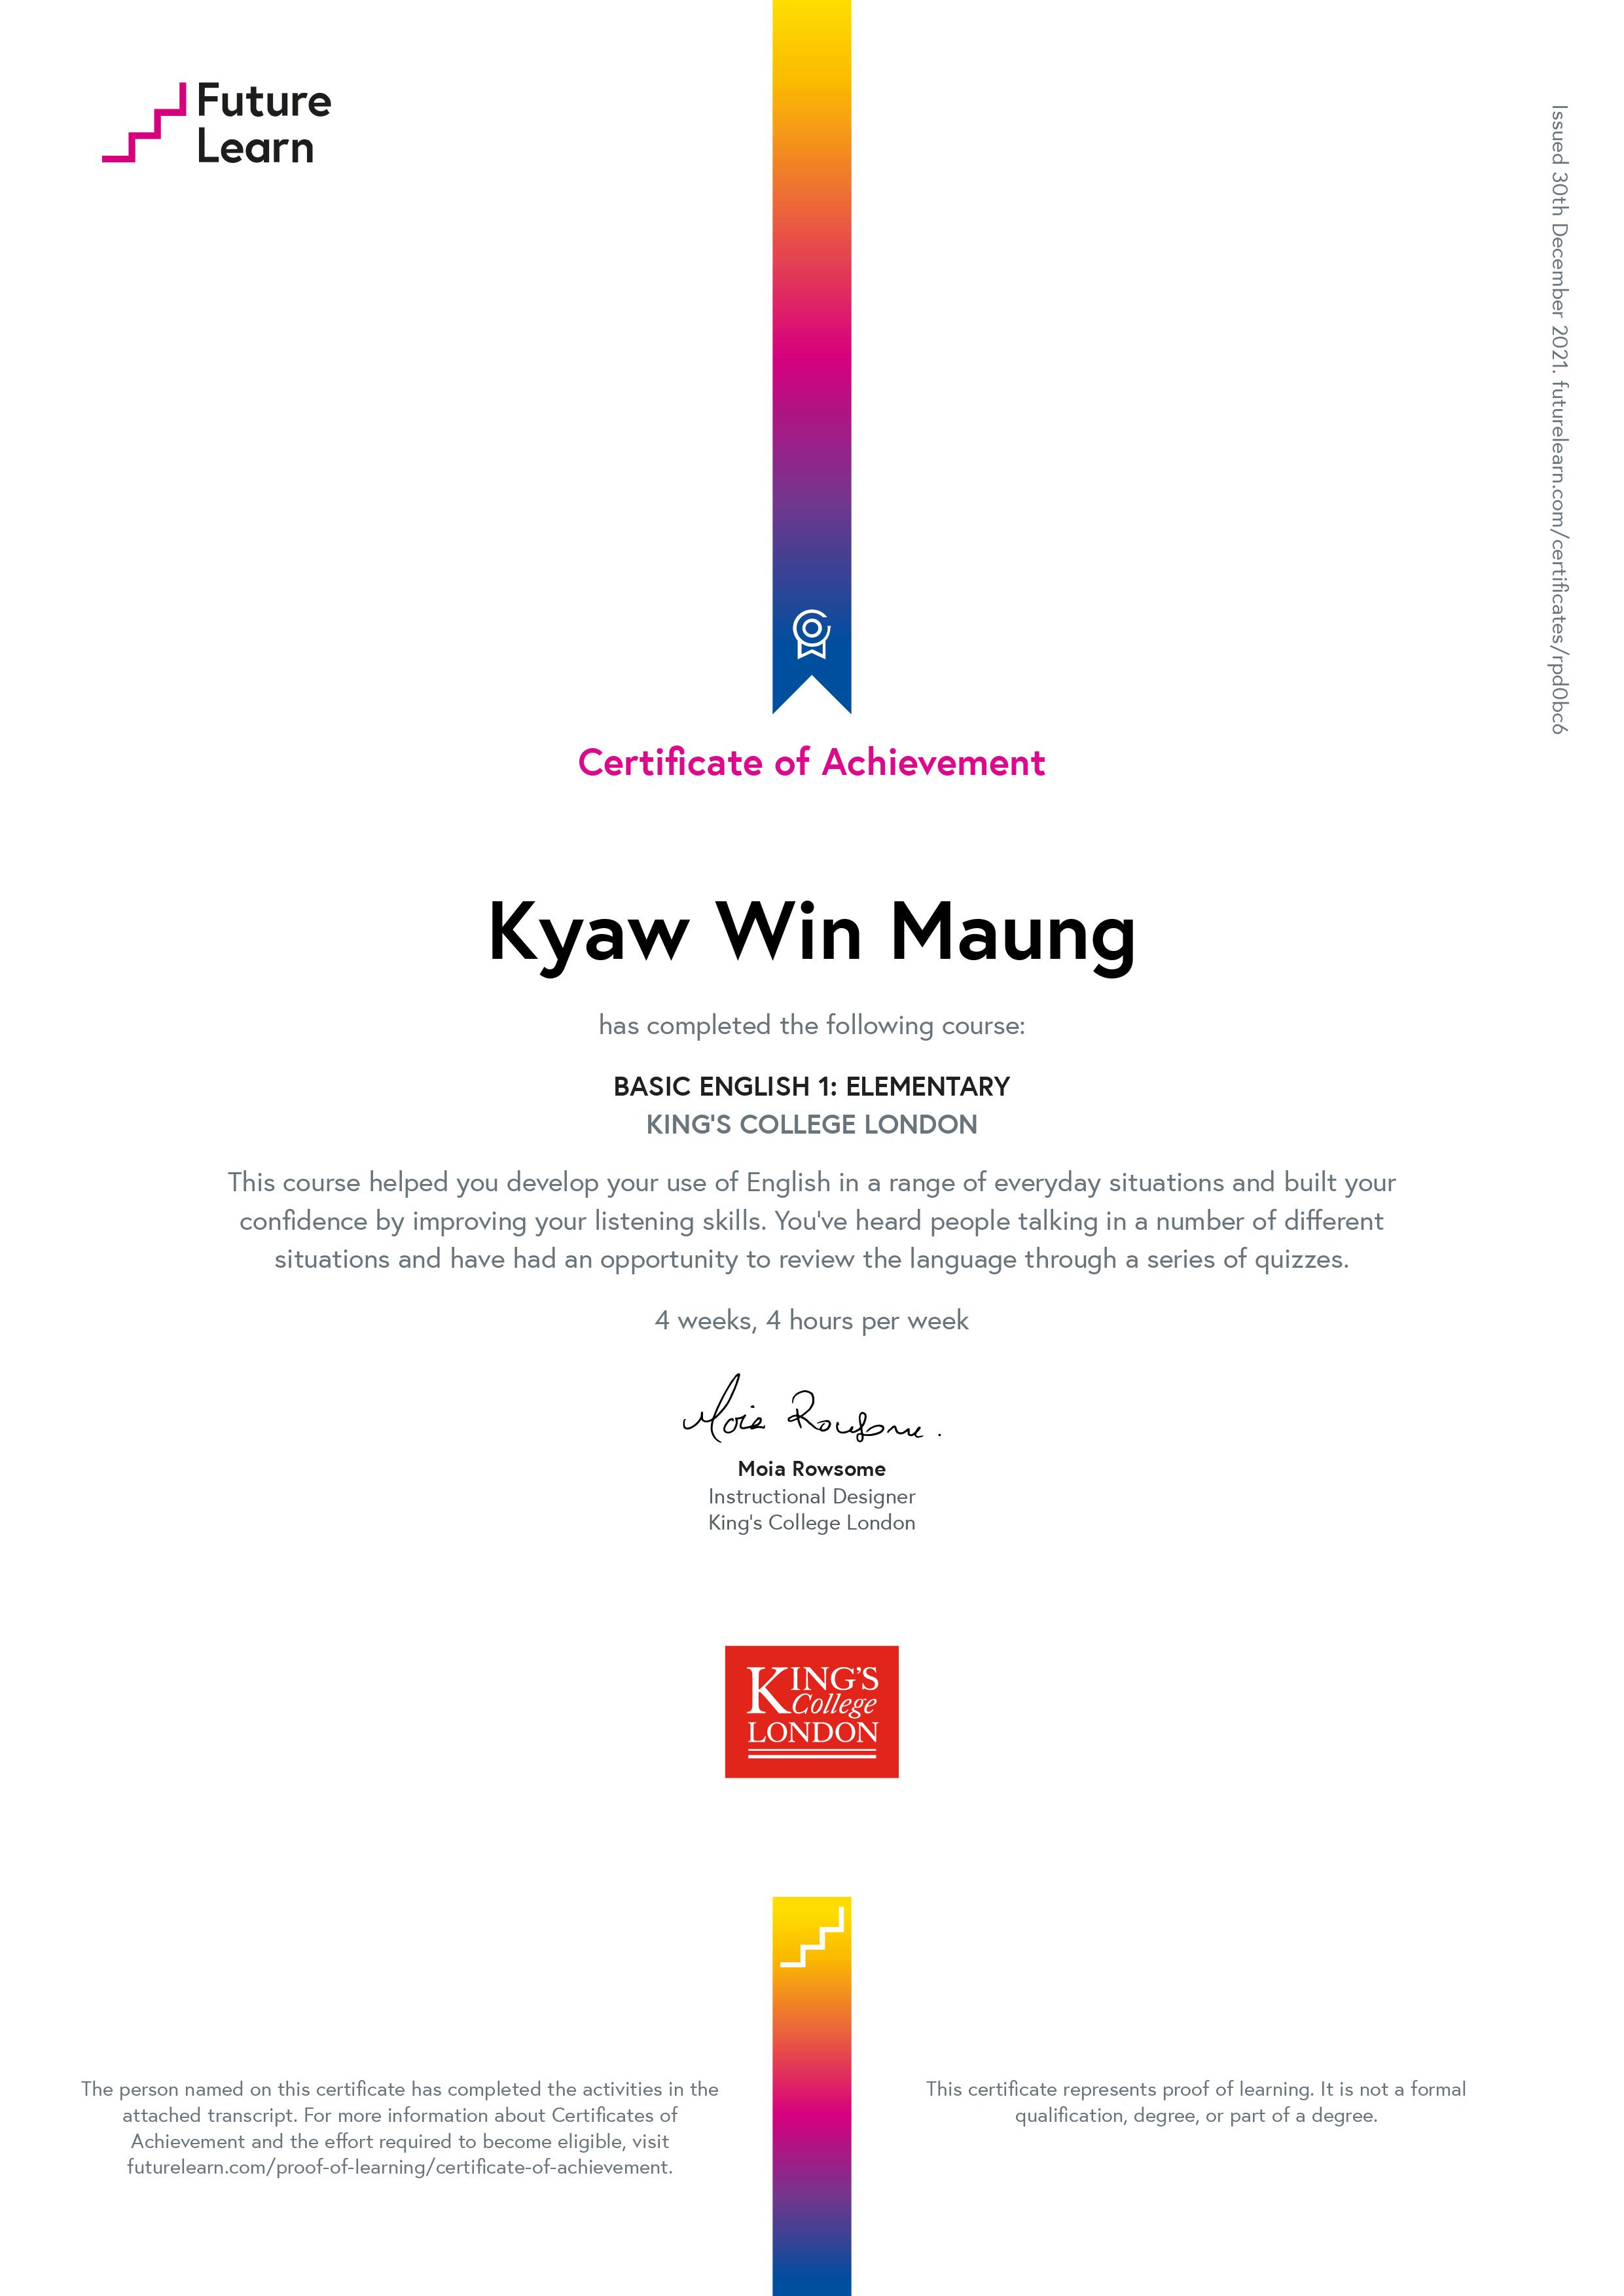 Future
Learn
Issued 30th December 2021. futurelearn.com/certificates/rpd0bc6
Certificate of Achievement
Kyaw Win Maung
has completed the following course:
BASIC ENGLISH 1: ELEMENTARY
KING'S COLLEGE LONDON
This course helped you develop your use of English in a range of everyday situations and built your
confidence by improving your listening skills. You've heard people talking in a number of different
situations and have had an opportunity to review the language through a series of quizzes.
4 weeks, 4 hours per week
Moia Rowsome.
Moia Rowsome
Instructional Designer
King's College London
KING'S
College
LONDON
The person named on this certificate has completed the activities in the
attached transcript. For more information about Certificates of
Achievement and the effort required to become eligible, visit
futurelearn.com/proof-of-learning/certificate-of-achievement.
This certificate represents proof of learning. It is not a formal
qualification, degree, or part of a degree.